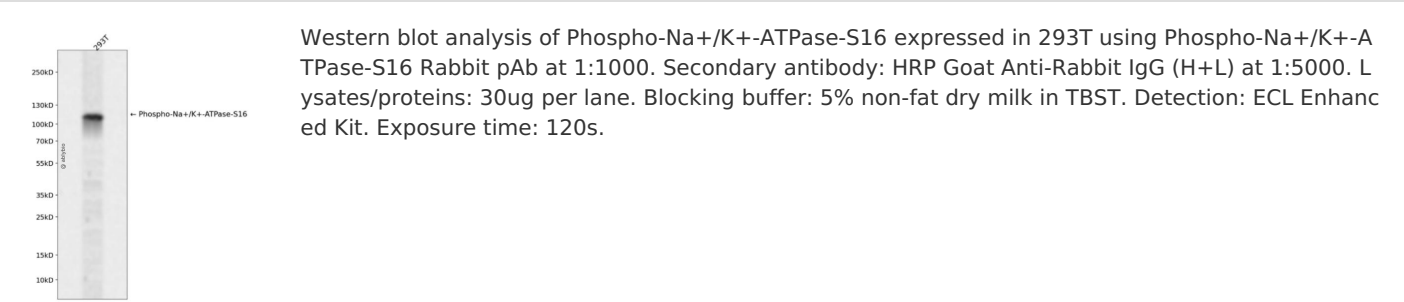 293T
250kD
130kD
← Phospho-Na+/K+-ATPase-S16
100kD
70kD
55kD
35kD
25kD
15kD
10kD
Western blot analysis of Phospho-Na+/K+-ATPase-S16 expressed in 293T using Phospho-Na+/K+-A
TPase-S16 Rabbit pAb at 1:1000. Secondary antibody: HRP Goat Anti-Rabbit IgG (H+L) at 1:5000. L
ysates/proteins: 30ug per lane. Blocking buffer: 5% non-fat dry milk in TBST. Detection: ECL Enhanc
ed Kit. Exposure time: 120s.